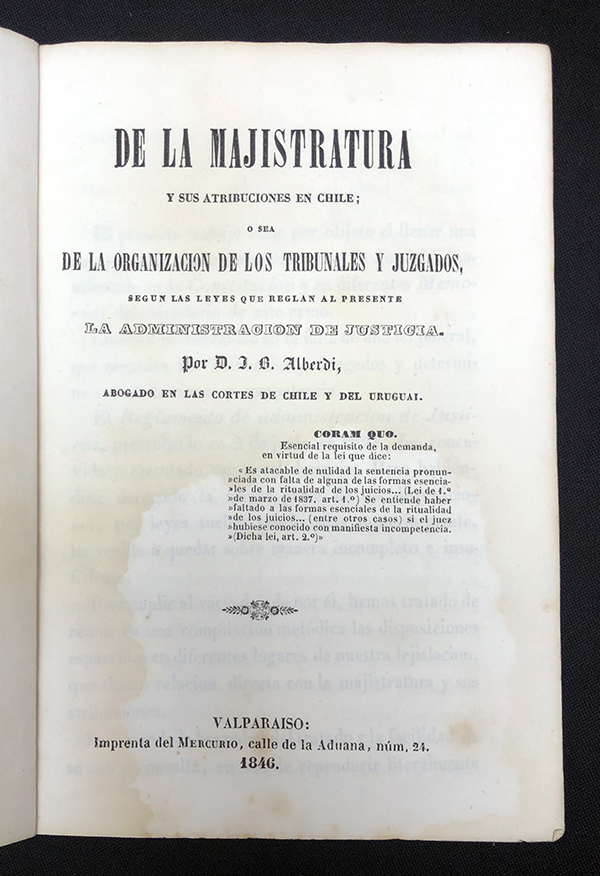 DE LA MAJISTRATURA
Y SUS ATRIBUCIONES EN CHILE;
O SEA
DE LA ORGANIZACION DE LOS TRIBUNALES Y JUZGADOS,
SEGUN LAS LEYES QUE REGLAN AL PRESENTE
LA ADMINISTRACION DE JUSTICIA.
Por D. J. B. Alberdi,
ABOGADO EN LAS CORTES DE CHILE Y DEL URUGUAI.
CORAM QUO.
Esencial requisito de la demanda,
en virtud de la lei que dice:
« Es atacable de nulidad la sentencia pronun-
»ciada con falta de alguna de las formas esencia-
»les de la ritualidad de los juicios... (Lei de 1.º
»de marzo de 1837, art. 1.º) Se entiende haber
»faltado a las formas esenciales de la ritualidad
»de los juicios... (entre otros casos) si el juez
»hubiese conocido con manifiesta incompetencia.
»(Dicha lei, art. 2.º)»
VALPARAISO:
Imprenta del MERCURIO, calle de la Aduana, núm. 24.
1846.